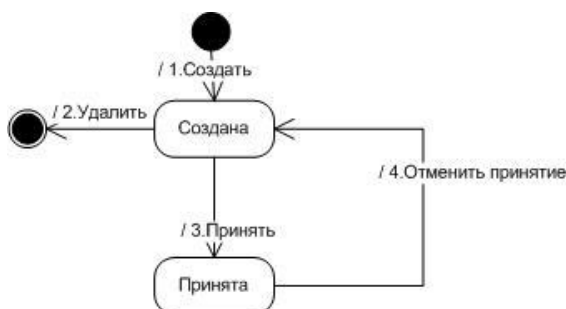 / 1.Создать
/ 2.Удалить
Создана
/ 4.Отменить принятие
/ 3.Принять
Принята